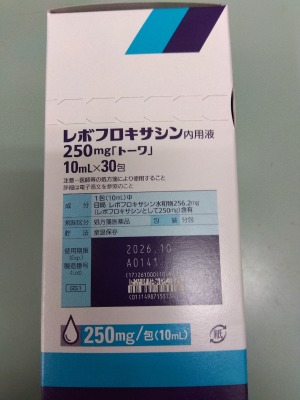 レボフロキサシン内用液
250mg「トーワ」
10mL×30包
注意-医師等の処方箋により使用すること
詳細は電子添文を参照のこと
成分 1包(10mL)中
日局 レボフロキサシン水和物256.2mg
(レボフロキサシンとして250mg)含有
規制区分 処方箋医薬品 包装 分包
貯法 室温保存
使用期限
(Exp.) 2026.10
製造番号
(Lot) A0141
GS1
250mg/包(10mL)
紙